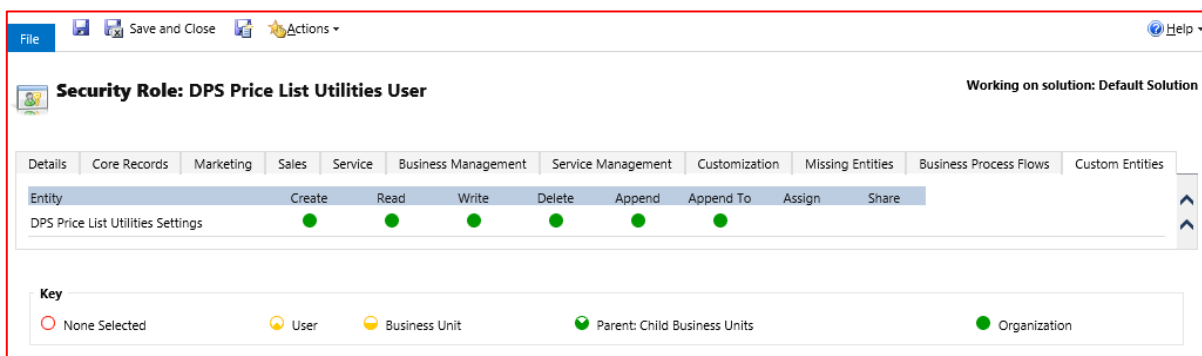 File Save and Close Actions Help
Security Role: DPS Price List Utilities User Working on solution: Default Solution
Details Core Records Marketing Sales Service Business Management Service Management Customization Missing Entities Business Process Flows Custom Entities
Entity Create Read Write Delete Append Append To Assign Share
DPS Price List Utilities Settings
Key
None Selected User Business Unit Parent: Child Business Units Organization